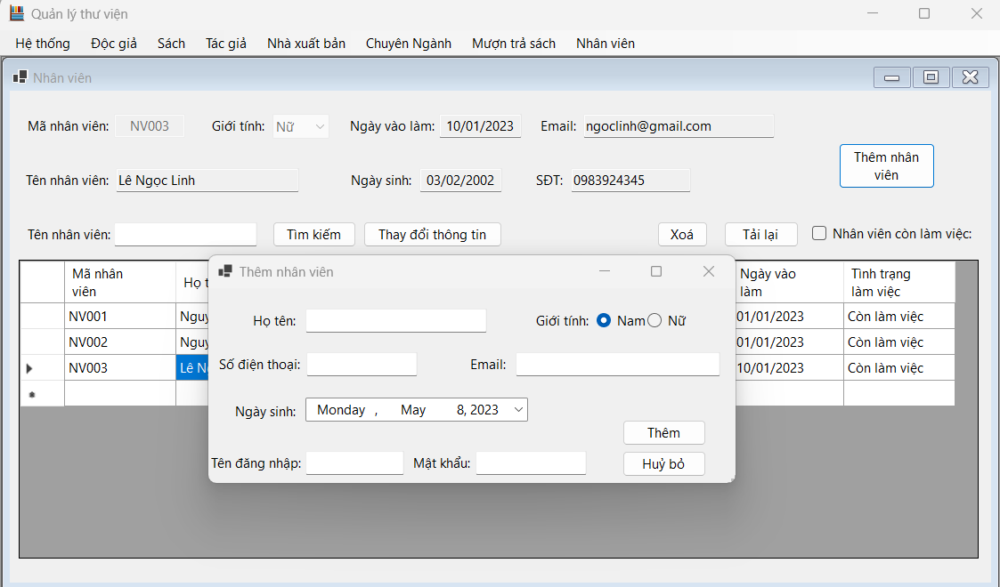 Quản lý thư viện
Hệ thống Độc giả Sách Tác giả Nhà xuất bản Chuyên Ngành Mượn trả sách Nhân viên
Nhân viên
Mã nhân viên: NV003 Giới tính: Nữ Ngày vào làm: 10/01/2023 Email: ngoclinh@gmail.com
Thêm nhân
viên
Tên nhân viên: Lê Ngọc Linh Ngày sinh: 03/02/2002 SĐT: 0983924345
Tên nhân viên: Tìm kiếm Thay đổi thông tin Xoá Tải lại Nhân viên còn làm việc:
Mã nhân
viên
Họ
Ngày vào
làm
Tình trạng
làm việc
NV001 Nguy 01/01/2023 Còn làm việc
NV002 Nguy 01/01/2023 Còn làm việc
NV003 Lê 10/01/2023 Còn làm việc
Thêm nhân viên
Họ tên: Giới tính: Nam Nữ
Số điện thoại: Email:
Ngày sinh: Monday , May 8, 2023
Thêm
Tên đăng nhập: Mật khẩu:
Huỷ bỏ